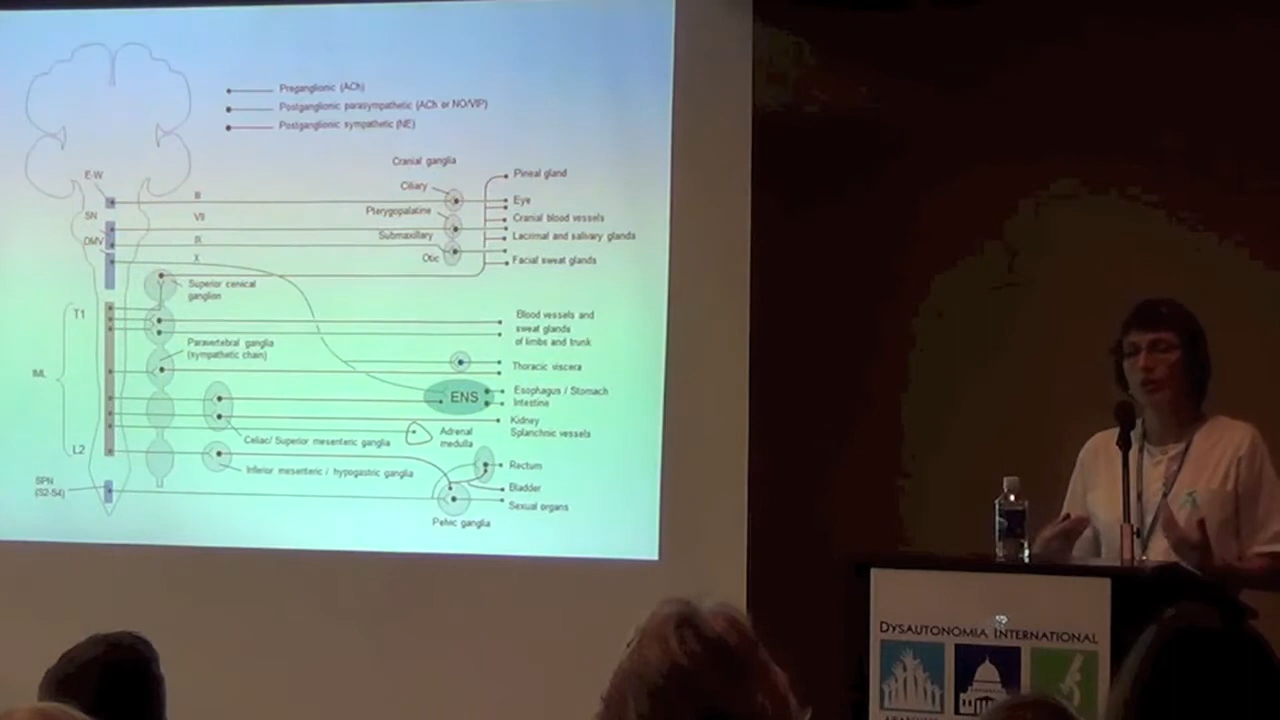 Preganglionic (ACh)
Postganglionic parasympathetic (ACh or NO/VIP)
Postganglionic sympathetic (NE)
Cranial ganglia
E-W
III
Ciliary
Pineal gland
Eye
SN
VII
Pterygopalatine
Cranial blood vessels
DMV
IX
Submaxillary
Lacrimal and salivary glands
X
Otic
Facial sweat glands
Superior cervical
ganglion
T1
Blood vessels and
sweat glands
of limbs and trunk
Paravertebral ganglia
(sympathetic chain)
Thoracic viscera
IML
ENS
Esophagus / Stomach
Intestine
Kidney
Splanchnic vessels
Adrenal
medulla
Celiac/ Superior mesenteric ganglia
L2
Inferior mesenteric / hypogastric ganglia
Rectum
SPN
(S2-S4)
Bladder
Sexual organs
Pelvic ganglia
DYSAUTONOMIA INTERNATIONAL